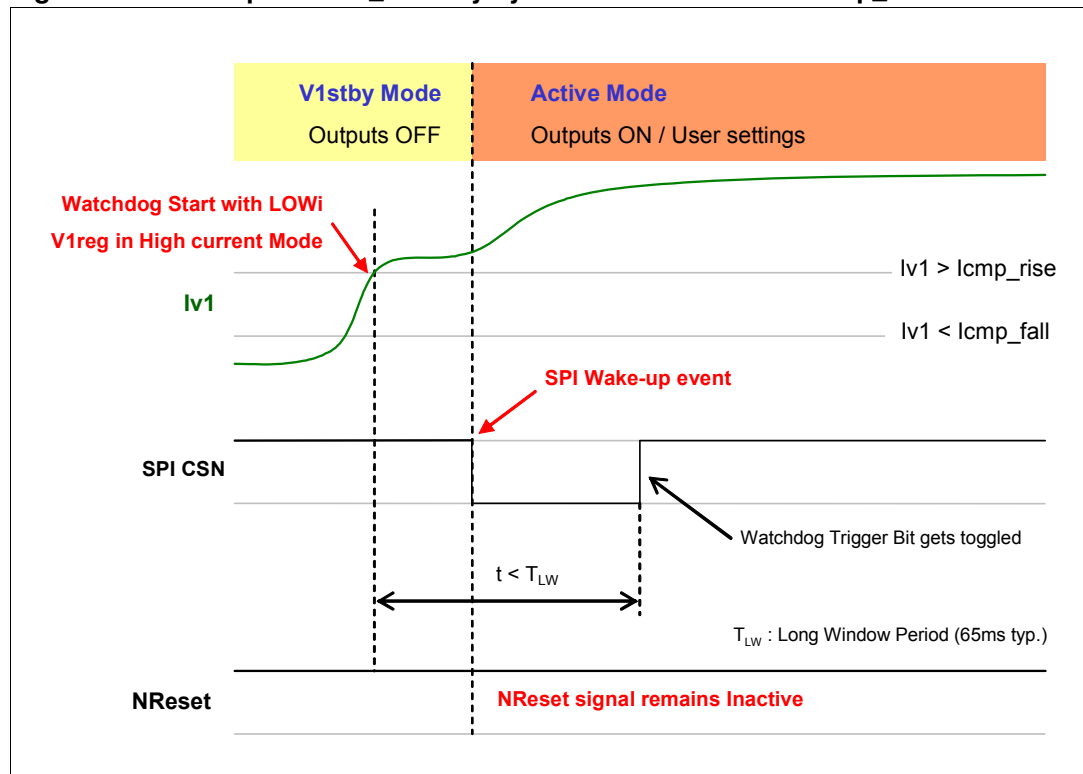 V1stby Mode
Active Mode
Outputs OFF
Outputs ON / User settings
Watchdog Start with LOWi
V1reg in High current Mode
Iv1 > Icmp_rise
Iv1
Iv1 < Icmp_fall
SPI Wake-up event
SPI CSN
Watchdog Trigger Bit gets toggled
t < TLW
TLW : Long Window Period (65ms typ.)
NReset
NReset signal remains Inactive